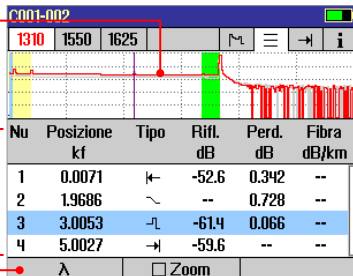 C001-002
1310 1550 1625 i
Nu Posizione Tipo Rifl. Perd. Fibra
kf dB dB dB/km
1 0.0071 -52.6 0.342 --
2 1.9686 -- 0.728 --
3 3.0053 -61.4 0.066 --
4 5.0027 -59.6 -- --
λ Zoom